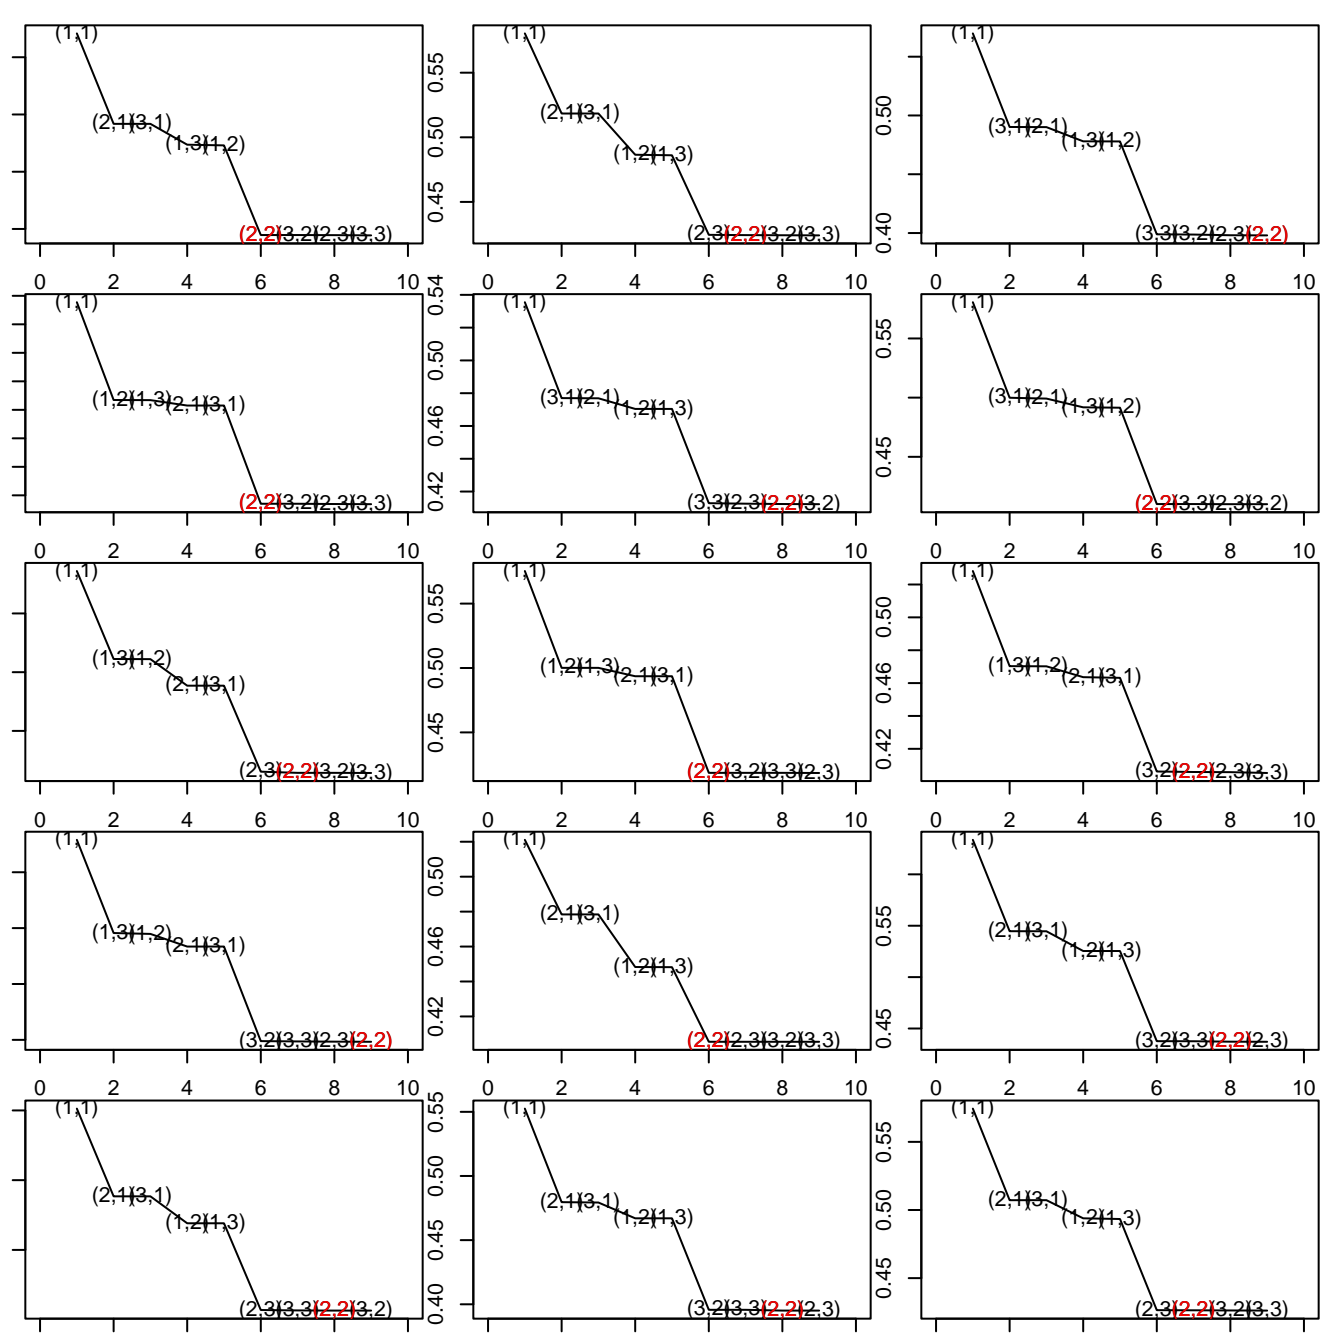 (1,1) (2,1) (3,1) (1,3) (1,2) (2,2) (3,2) (2,3) (3,3)
0 2 4 6 8 10
0.45 0.50 0.55
(1,1) (2,1) (3,1) (1,2) (1,3) (2,3) (2,2) (3,2) (3,3)
0 2 4 6 8 10
0.40 0.50
(1,1) (3,1) (2,1) (1,3) (1,2) (3,3) (3,2) (2,3) (2,2)
0 2 4 6 8 10
(1,1) (1,2) (1,3) (2,1) (3,1) (2,2) (3,2) (2,3) (3,3)
0 2 4 6 8 10
0.42 0.46 0.50 0.54
(1,1) (3,1) (2,1) (1,2) (1,3) (3,3) (2,3) (2,2) (3,2)
0 2 4 6 8 10
0.45 0.55
(1,1) (3,1) (2,1) (1,3) (1,2) (2,2) (3,3) (2,3) (3,2)
0 2 4 6 8 10
(1,1) (1,3) (1,2) (2,1) (3,1) (2,3) (2,2) (3,2) (3,3)
0 2 4 6 8 10
0.45 0.50 0.55
(1,1) (1,2) (1,3) (2,1) (3,1) (2,2) (3,2) (3,3) (2,3)
0 2 4 6 8 10
0.42 0.46 0.50
(1,1) (1,3) (1,2) (2,1) (3,1) (3,2) (2,2) (2,3) (3,3)
0 2 4 6 8 10
(1,1) (1,3) (1,2) (2,1) (3,1) (3,2) (3,3) (2,3) (2,2)
0 2 4 6 8 10
0.42 0.46 0.50
(1,1) (2,1) (3,1) (1,2) (1,3) (2,2) (2,3) (3,2) (3,3)
0 2 4 6 8 10
0.45 0.55
(1,1) (2,1) (3,1) (1,2) (1,3) (3,2) (3,3) (2,2) (2,3)
0 2 4 6 8 10
(1,1) (2,1) (3,1) (1,2) (1,3) (2,3) (3,3) (2,2) (3,2)
0.40 0.45 0.50 0.55
(1,1) (2,1) (3,1) (1,2) (1,3) (3,2) (3,3) (2,2) (2,3)
0.45 0.50 0.55
(1,1) (2,1) (3,1) (1,2) (1,3) (2,3) (2,2) (3,2) (3,3)